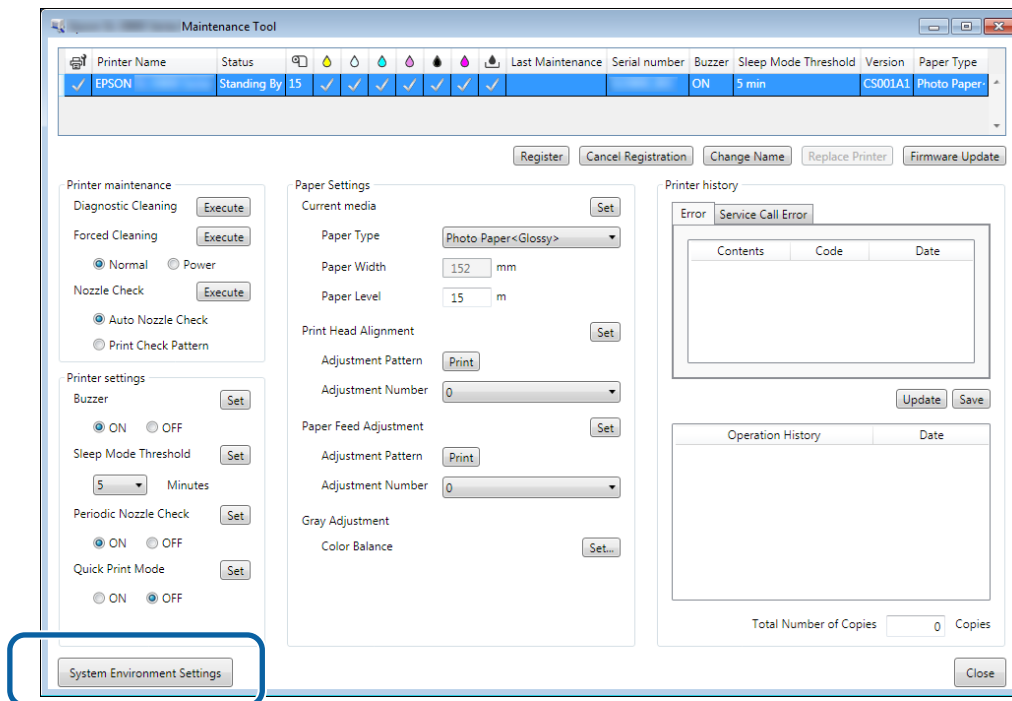 Maintenance Tool
Printer Name Status Last Maintenance Serial number Buzzer Sleep Mode Threshold Version Paper Type
EPSON Standing By 15 ON 5 min CS001A1 Photo Paper-
Register Cancel Registration Change Name Replace Printer Firmware Update
Printer maintenance
Diagnostic Cleaning Execute
Forced Cleaning Execute
Normal Power
Nozzle Check Execute
Auto Nozzle Check
Print Check Pattern
Printer settings
Buzzer Set
ON OFF
Sleep Mode Threshold Set
5 Minutes
Periodic Nozzle Check Set
ON OFF
Quick Print Mode Set
ON OFF
Paper Settings
Current media Set
Paper Type Photo Paper<Glossy>
Paper Width 152 mm
Paper Level 15 m
Print Head Alignment Set
Adjustment Pattern Print
Adjustment Number 0
Paper Feed Adjustment Set
Adjustment Pattern Print
Adjustment Number 0
Gray Adjustment
Color Balance Set...
Printer history
Error Service Call Error
Contents Code Date
Update Save
Operation History Date
Total Number of Copies 0 Copies
System Environment Settings Close